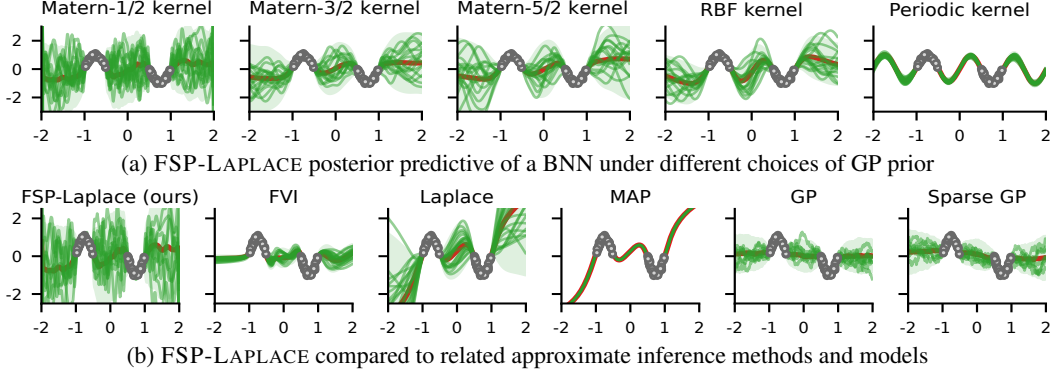 Matern-1/2 kernel Matern-3/2 kernel Matern-5/2 kernel RBF kernel Periodic kernel
2
0
-2
-2 -1 0 1 2 -2 -1 0 1 2 -2 -1 0 1 2 -2 -1 0 1 2 -2 -1 0 1 2
(a) FSP-LAPLACE posterior predictive of a BNN under different choices of GP prior
FSP-Laplace (ours) FVI Laplace MAP GP Sparse GP
2
0
-2
-2 -1 0 1 2 -2 -1 0 1 2 -2 -1 0 1 2 -2 -1 0 1 2 -2 -1 0 1 2 -2 -1 0 1 2
(b) FSP-LAPLACE compared to related approximate inference methods and models